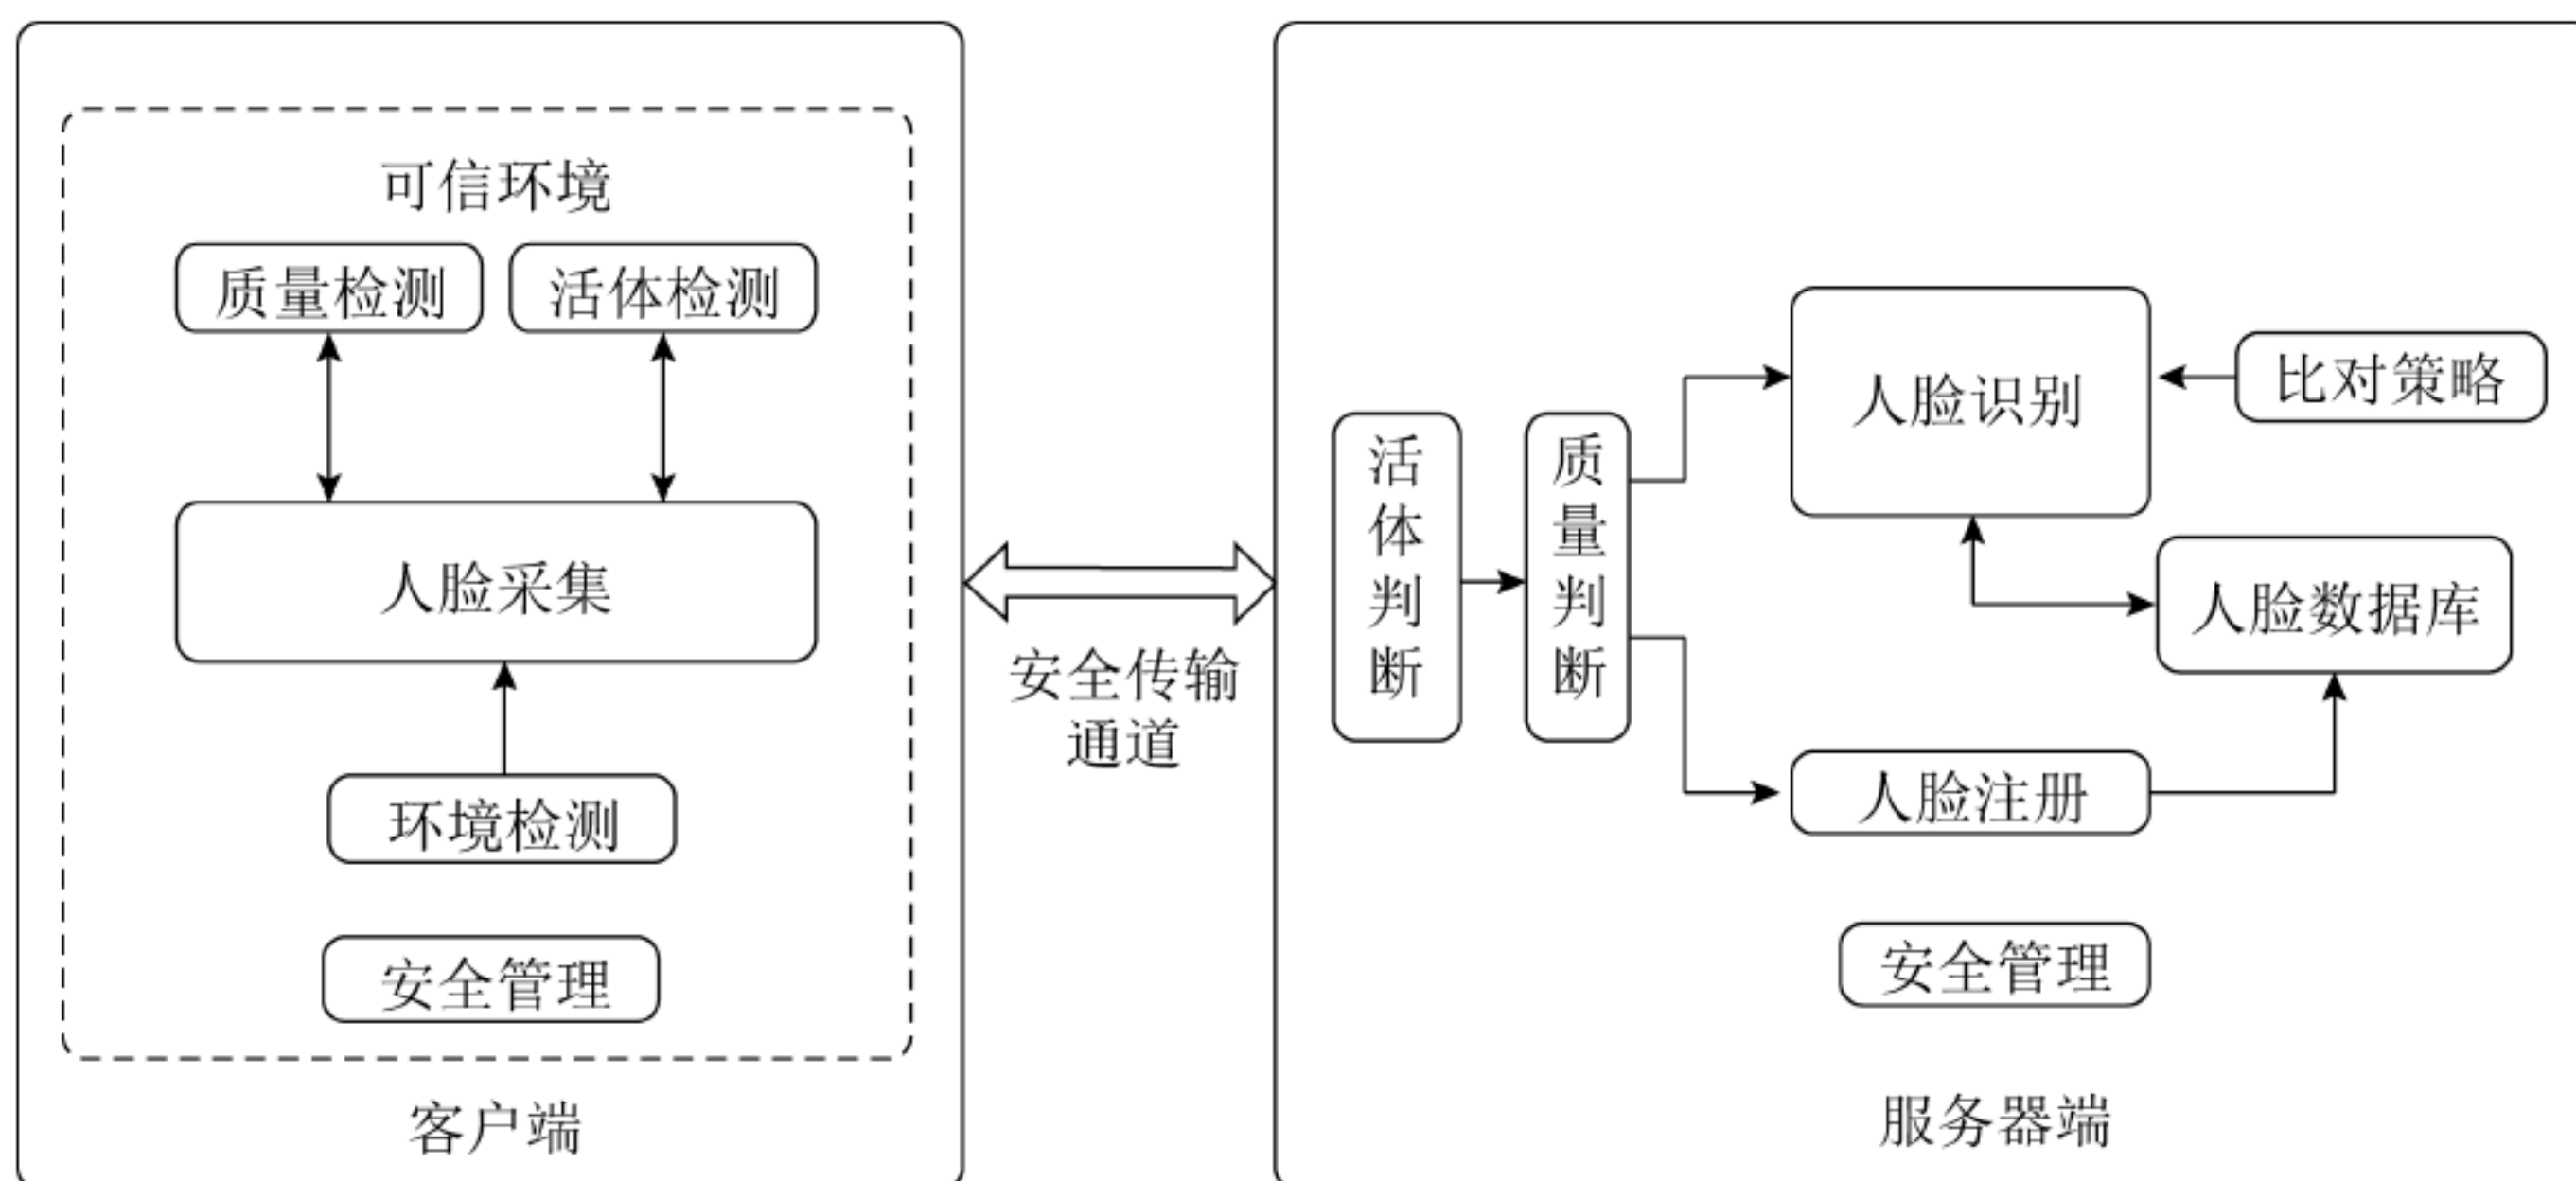 可信环境
质量检测
活体检测
人脸采集
环境检测
安全管理
客户端
安全传输
通道
活体判断
质量判断
人脸识别
比对策略
人脸数据库
人脸注册
安全管理
服务器端